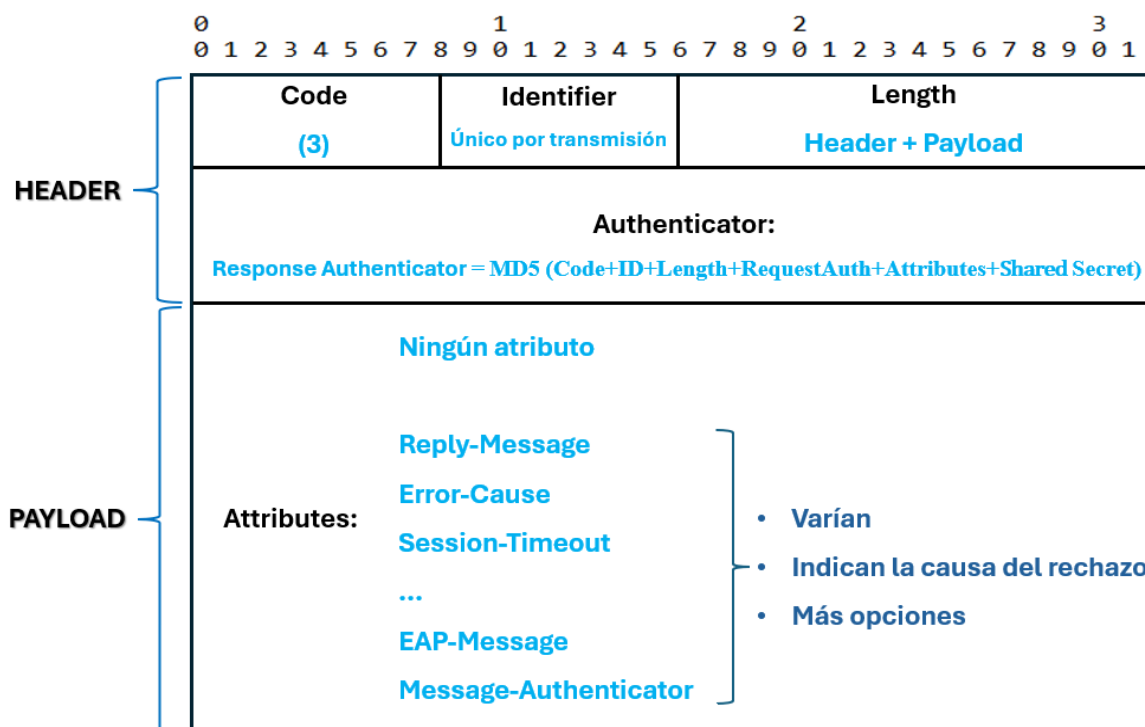 0 1 2 3
0 1 2 3 4 5 6 7 8 9 0 1 2 3 4 5 6 7 8 9 0 1 2 3 4 5 6 7 8 9 0 1
Code Identifier Length
(3) Único por transmisión Header + Payload
HEADER
Authenticator:
Response Authenticator = MD5 (Code+ID+Length+RequestAuth+Attributes+Shared Secret)
Ningún atributo
Reply-Message
Error-Cause
PAYLOAD
Attributes:
Session-Timeout
...
EAP-Message
Message-Authenticator
• Varían
• Indican la causa del rechazo
• Más opciones